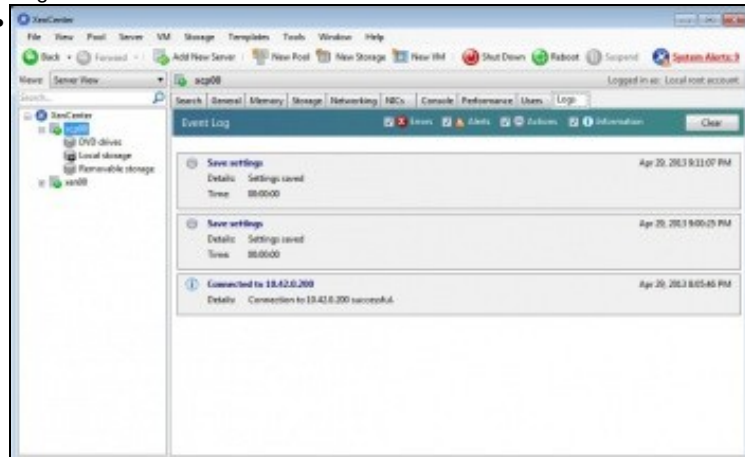 XenCenter
File View Pool Server VM Storage Templates Tools Window Help
Back Forward Add New Server New Pool New Storage New VM Shut Down Reboot Suspend System Alerts: 3
Views: Server View
scp00
Logged in as: Local root account
Search...
Search General Memory Storage Networking NICs Console Performance Users Logs
XenCenter
scp00
DVD drives
Local storage
Removable storage
xen00
Event Log
Errors Alerts Actions Information
Clear
Save settings
Apr 29, 2013 9:11:07 PM
Details: Settings saved
Time: 00:00:00
Save settings
Apr 29, 2013 9:00:25 PM
Details: Settings saved
Time: 00:00:00
Connected to 10.42.0.200
Apr 29, 2013 8:05:46 PM
Details: Connection to 10.42.0.200 successful.